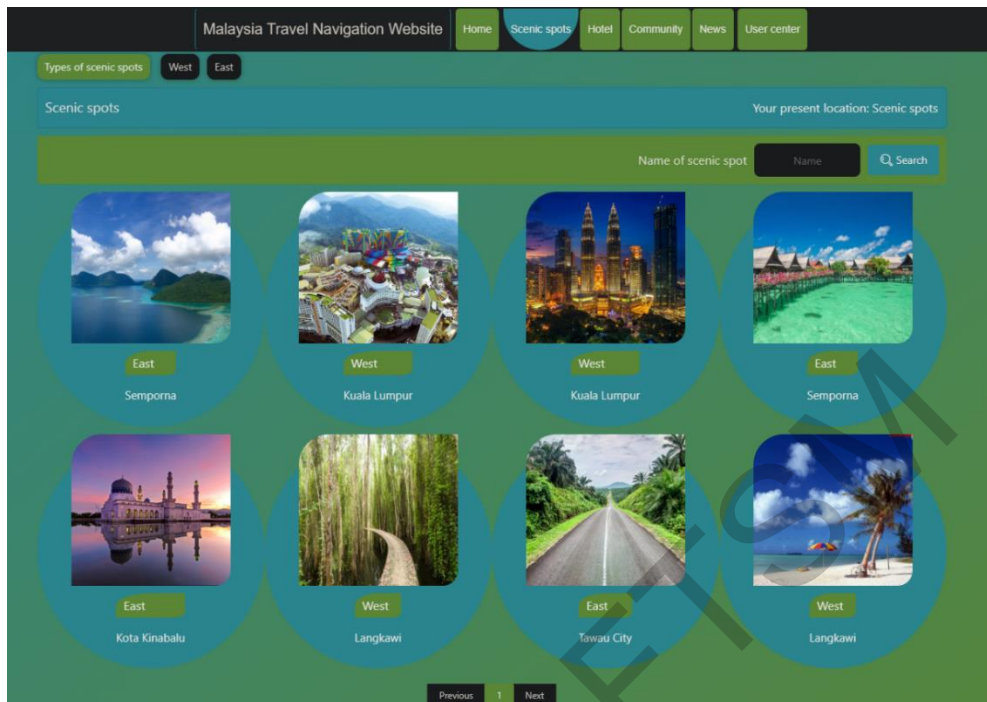 Malaysia Travel Navigation Website Home Scenic spots Hotel Community News User center
Types of scenic spots West East
Scenic spots Your present location: Scenic spots
Name of scenic spot Name Search
East West West East
Semporna Kuala Lumpur Kuala Lumpur Semporna
East West East West
Kota Kinabalu Langkawi Tawau City Langkawi
Previous 1 Next
FTSM